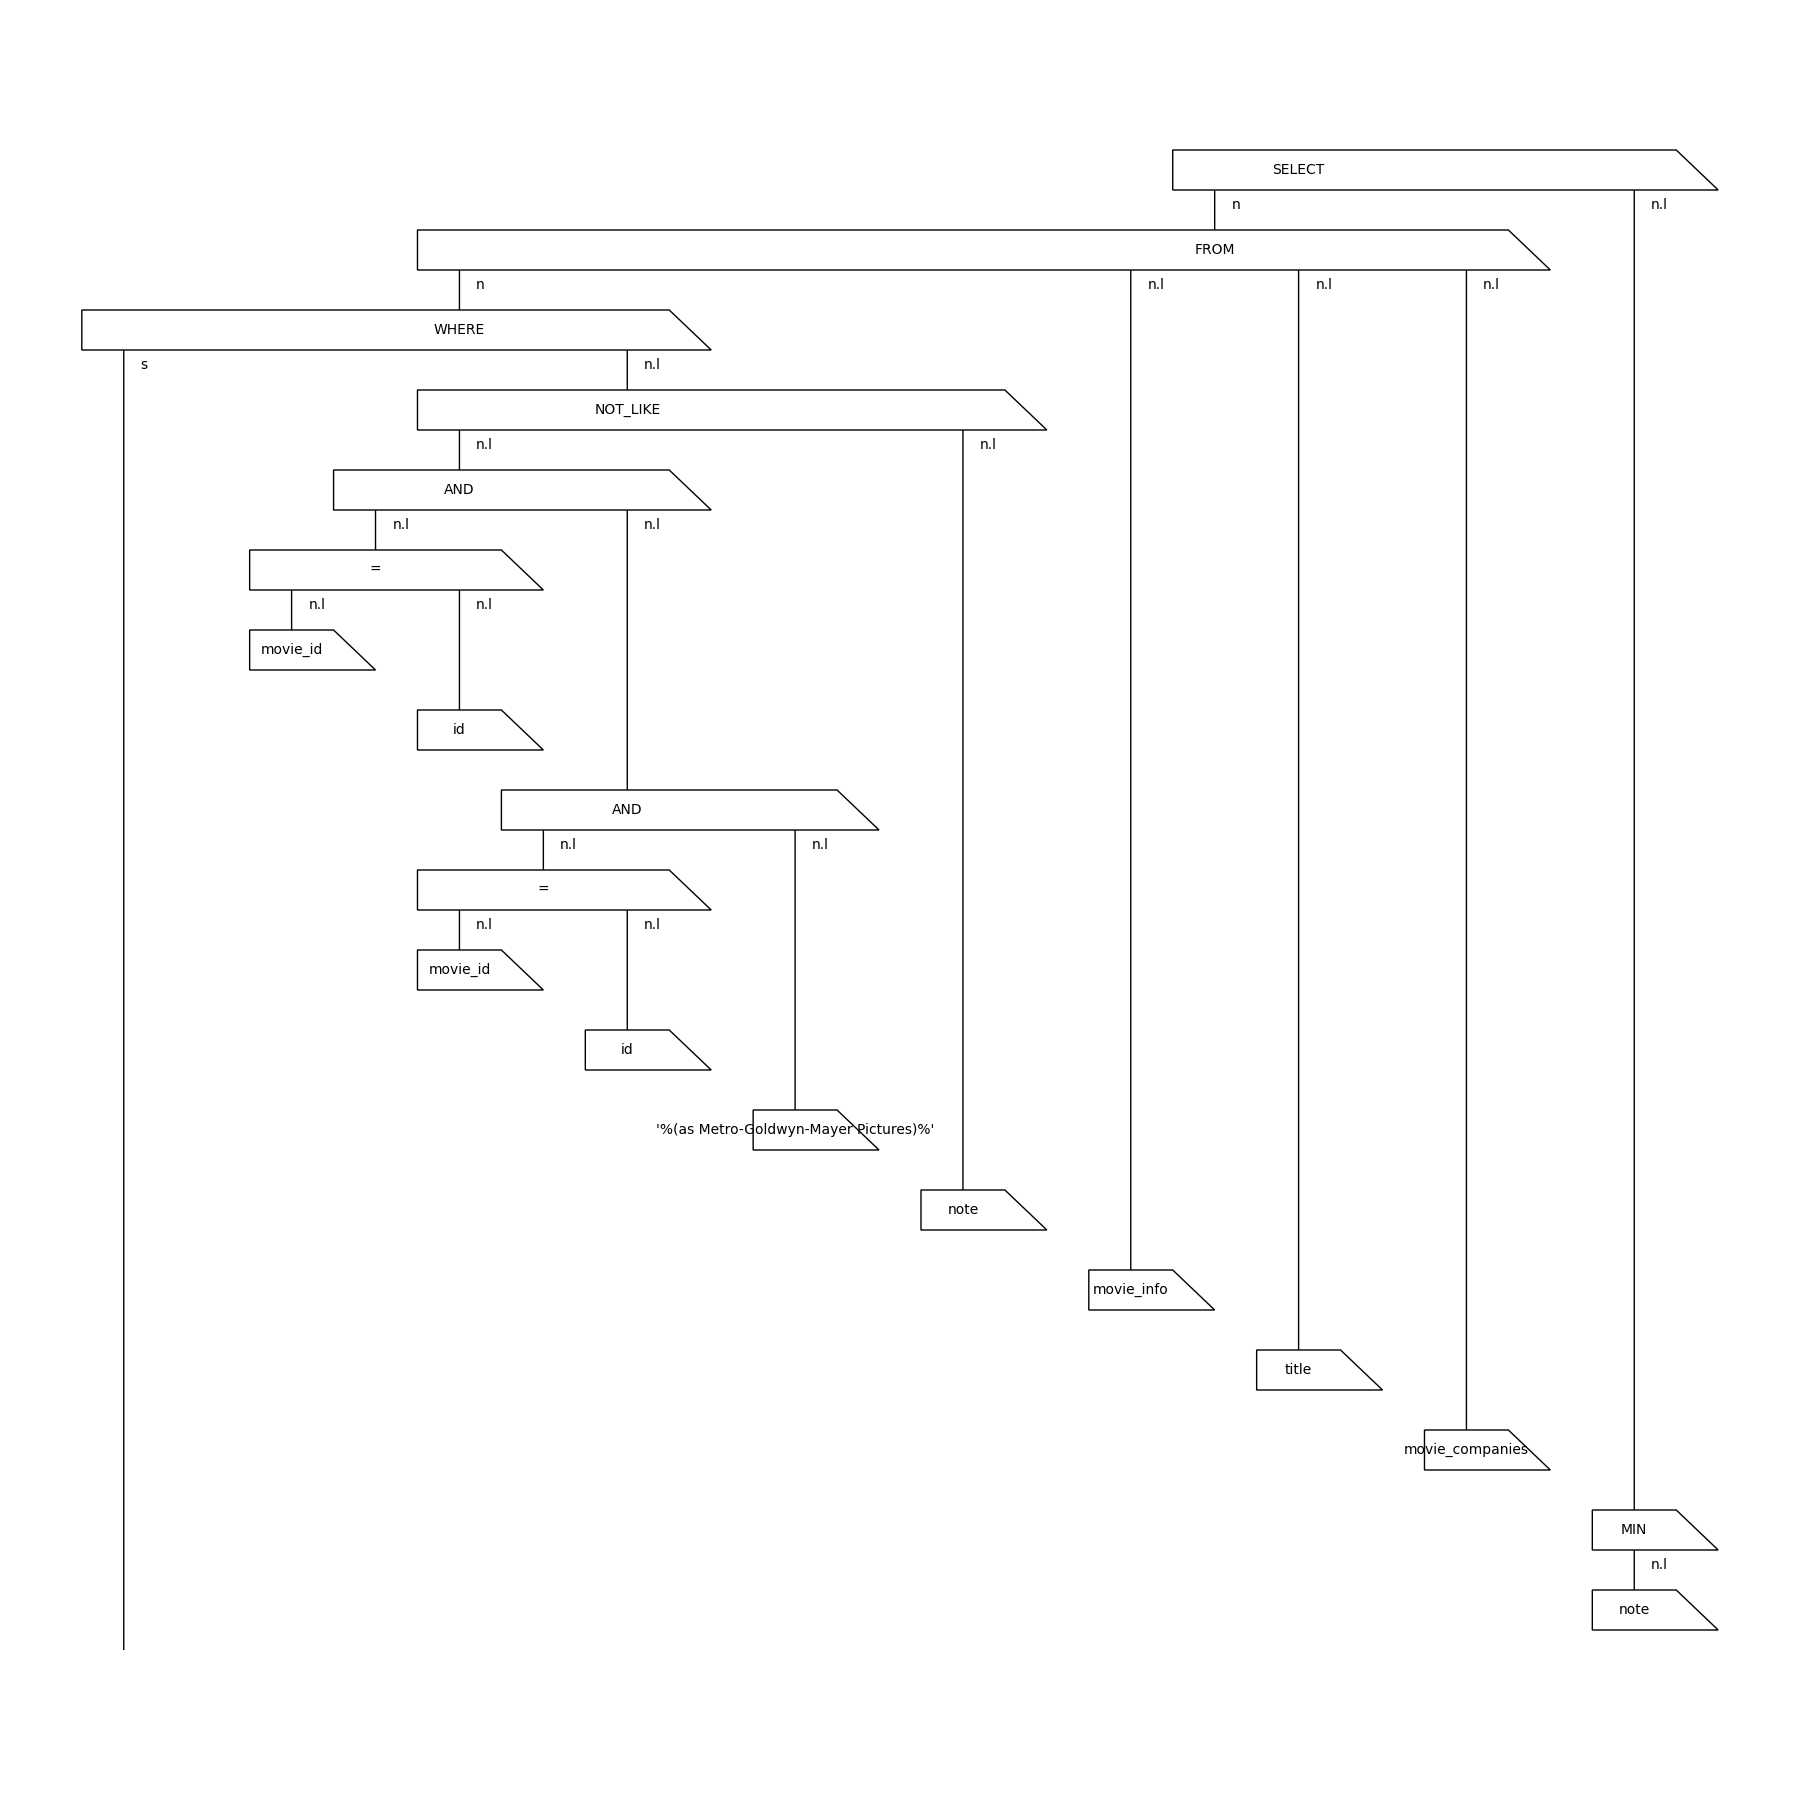 SELECT
n n.l
FROM
n n.l n.l n.l
WHERE
s n.l
NOT_LIKE
n.l n.l
AND
n.l n.l
=
n.l n.l
movie_id
id
AND
n.l n.l
=
n.l n.l
movie_id
id
'%(as Metro-Goldwyn-Mayer Pictures)%'
note
movie_info
title
movie_companies
MIN
n.l
note